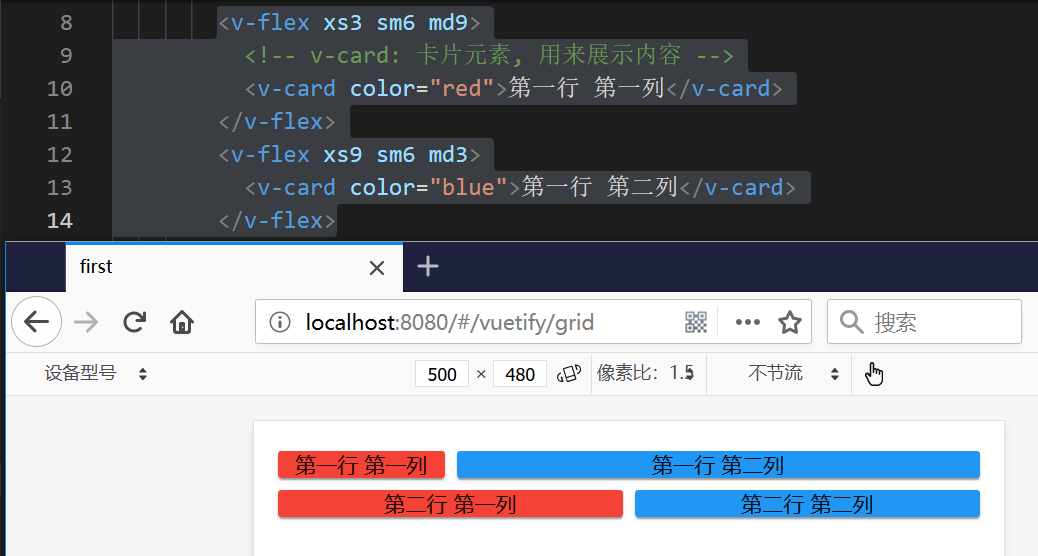 8 <v-flex xs3 sm6 md9>
9 <!-- v-card: 卡片元素, 用来展示内容 -->
10 <v-card color="red">第一行 第一列</v-card>
11 </v-flex>
12 <v-flex xs9 sm6 md3>
13 <v-card color="blue">第一行 第二列</v-card>
14 </v-flex>
first
localhost:8080/#/vuetify/grid 搜索
设备型号 500 × 480 像素比: 1.5 不节流
第一行 第一列 第一行 第二列
第二行 第一列 第二行 第二列